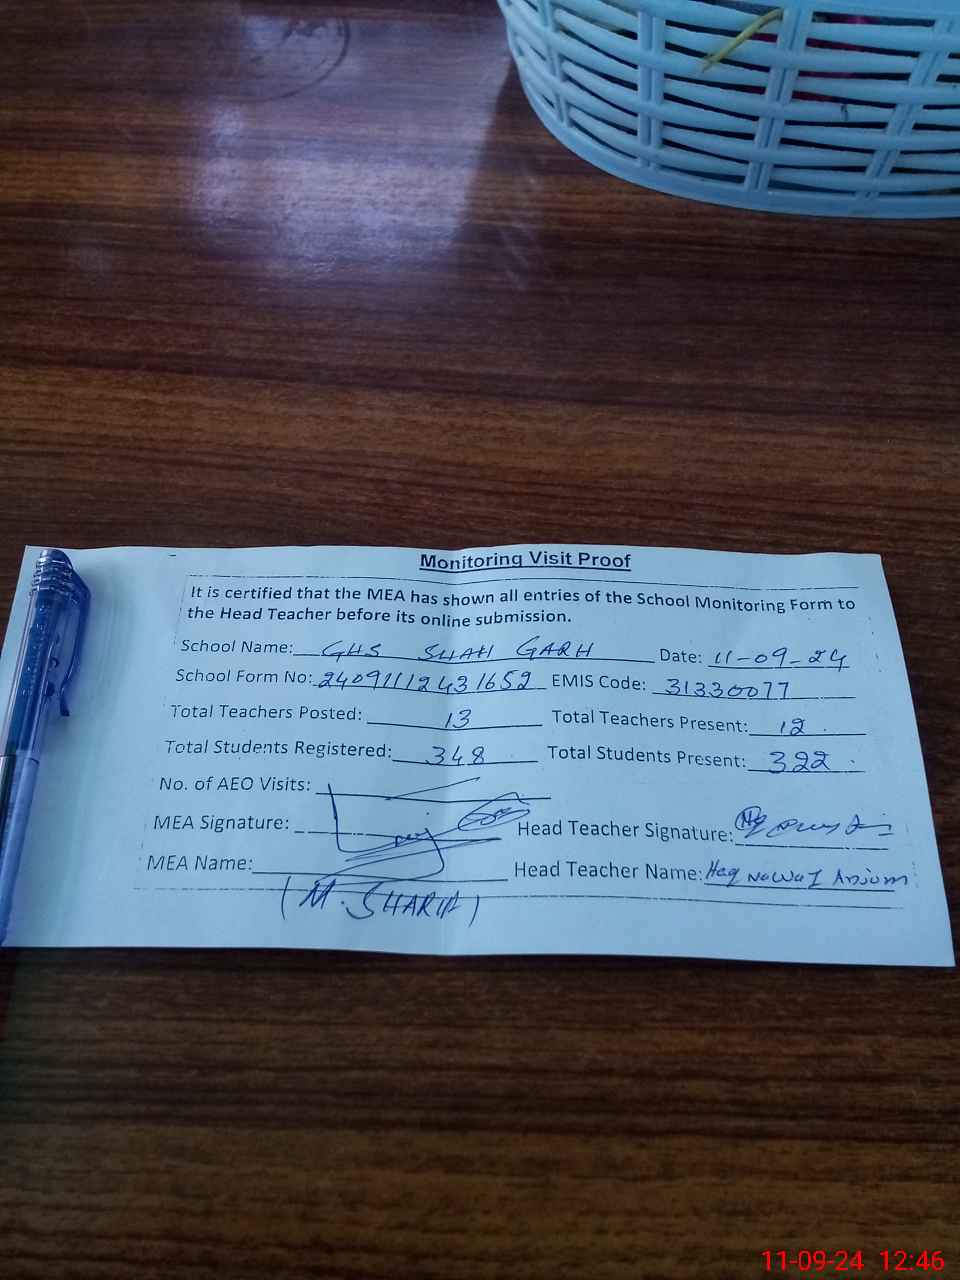 Monitoring Visit Proof
It is certified that the MEA has shown all entries of the School Monitoring Form to
the Head Teacher before its online submission.
School Name: GHS SHAH GARH Date: 11-09-24
School Form No: 24091112431652 EMIS Code: 31330077
Total Teachers Posted: 13 Total Teachers Present: 12
Total Students Registered: 348 Total Students Present: 322
No. of AEO Visits:
MEA Signature: Head Teacher Signature:
MEA Name: Head Teacher Name: Haq Nawaz Anjum
(M. SHARIF)
11-09-24 12:46